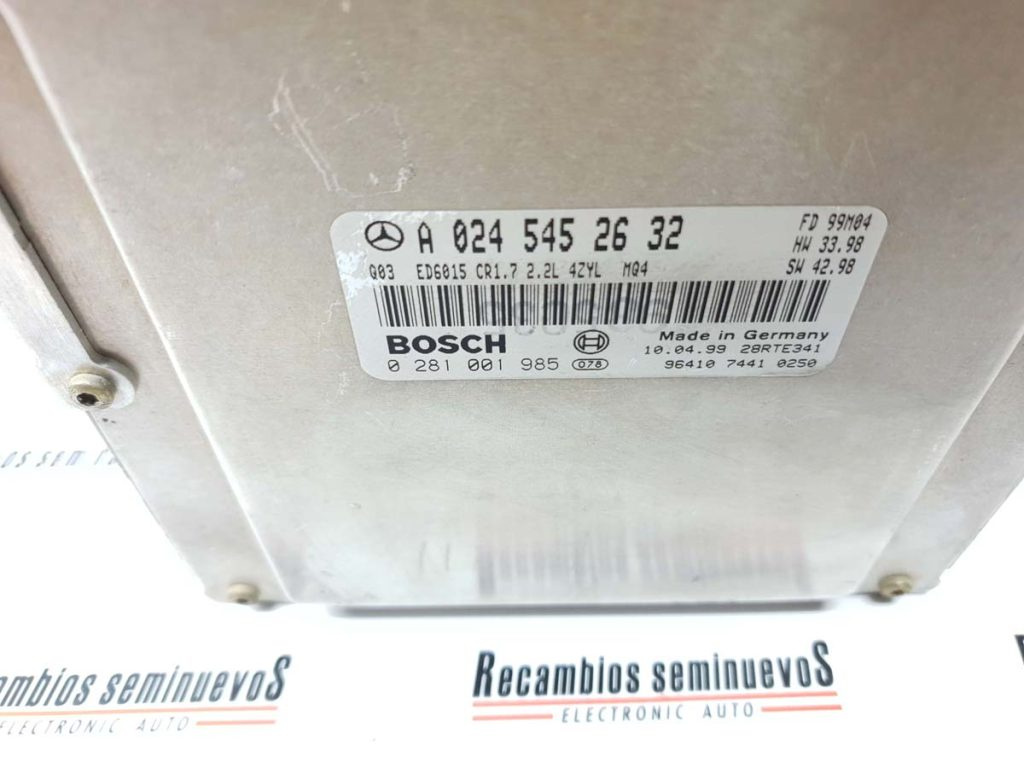 A 024 545 26 32
FD 99M04
HW 33.98
SW 42.98
Q03 ED6015 CR1.7 2.2L 4ZYL MQ4
BOSCH
Made in Germany
10.04.99 28RTE341
0 281 001 985 078
96410 7441 0250
Recambios seminuevoS
ELECTRONIC AUTO
mbios seminuevoS
ELECTRONIC AUTO